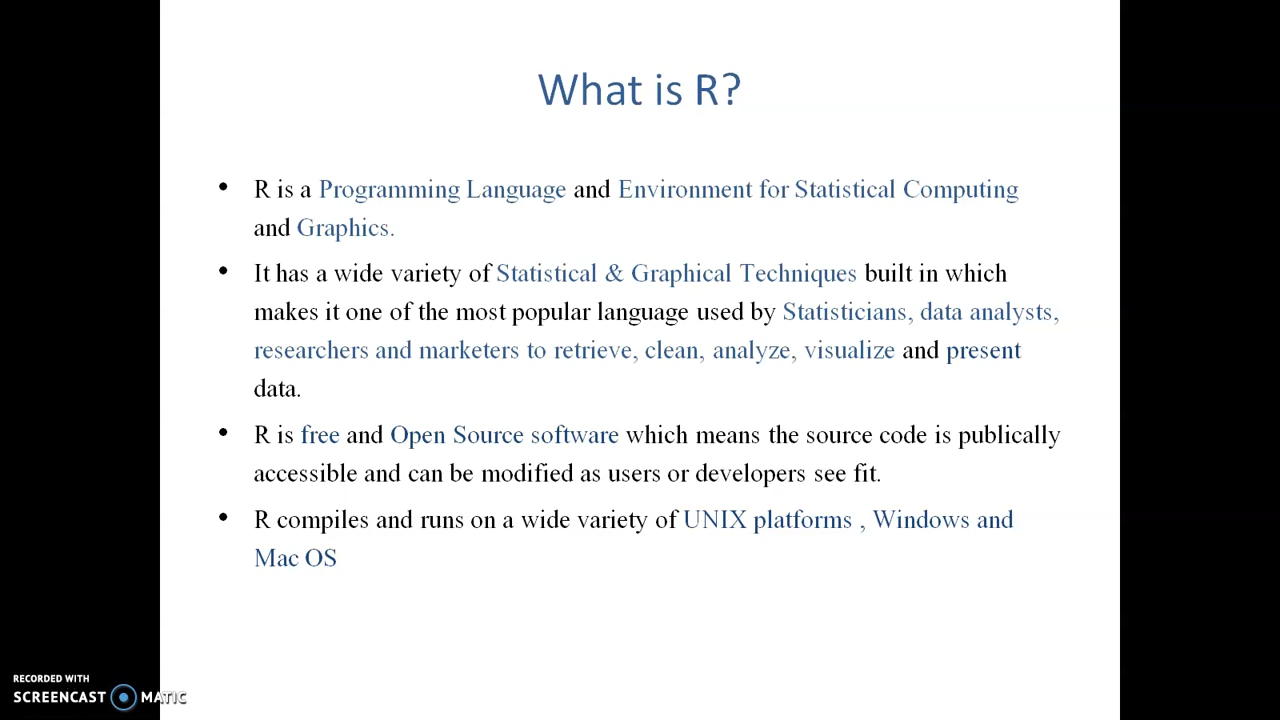 What is R?
• R is a Programming Language and Environment for Statistical Computing
and Graphics.
• It has a wide variety of Statistical & Graphical Techniques built in which
makes it one of the most popular language used by Statisticians, data analysts,
researchers and marketers to retrieve, clean, analyze, visualize and present
data.
• R is free and Open Source software which means the source code is publically
accessible and can be modified as users or developers see fit.
• R compiles and runs on a wide variety of UNIX platforms , Windows and
Mac OS
RECORDED WITH
SCREENCAST MATIC